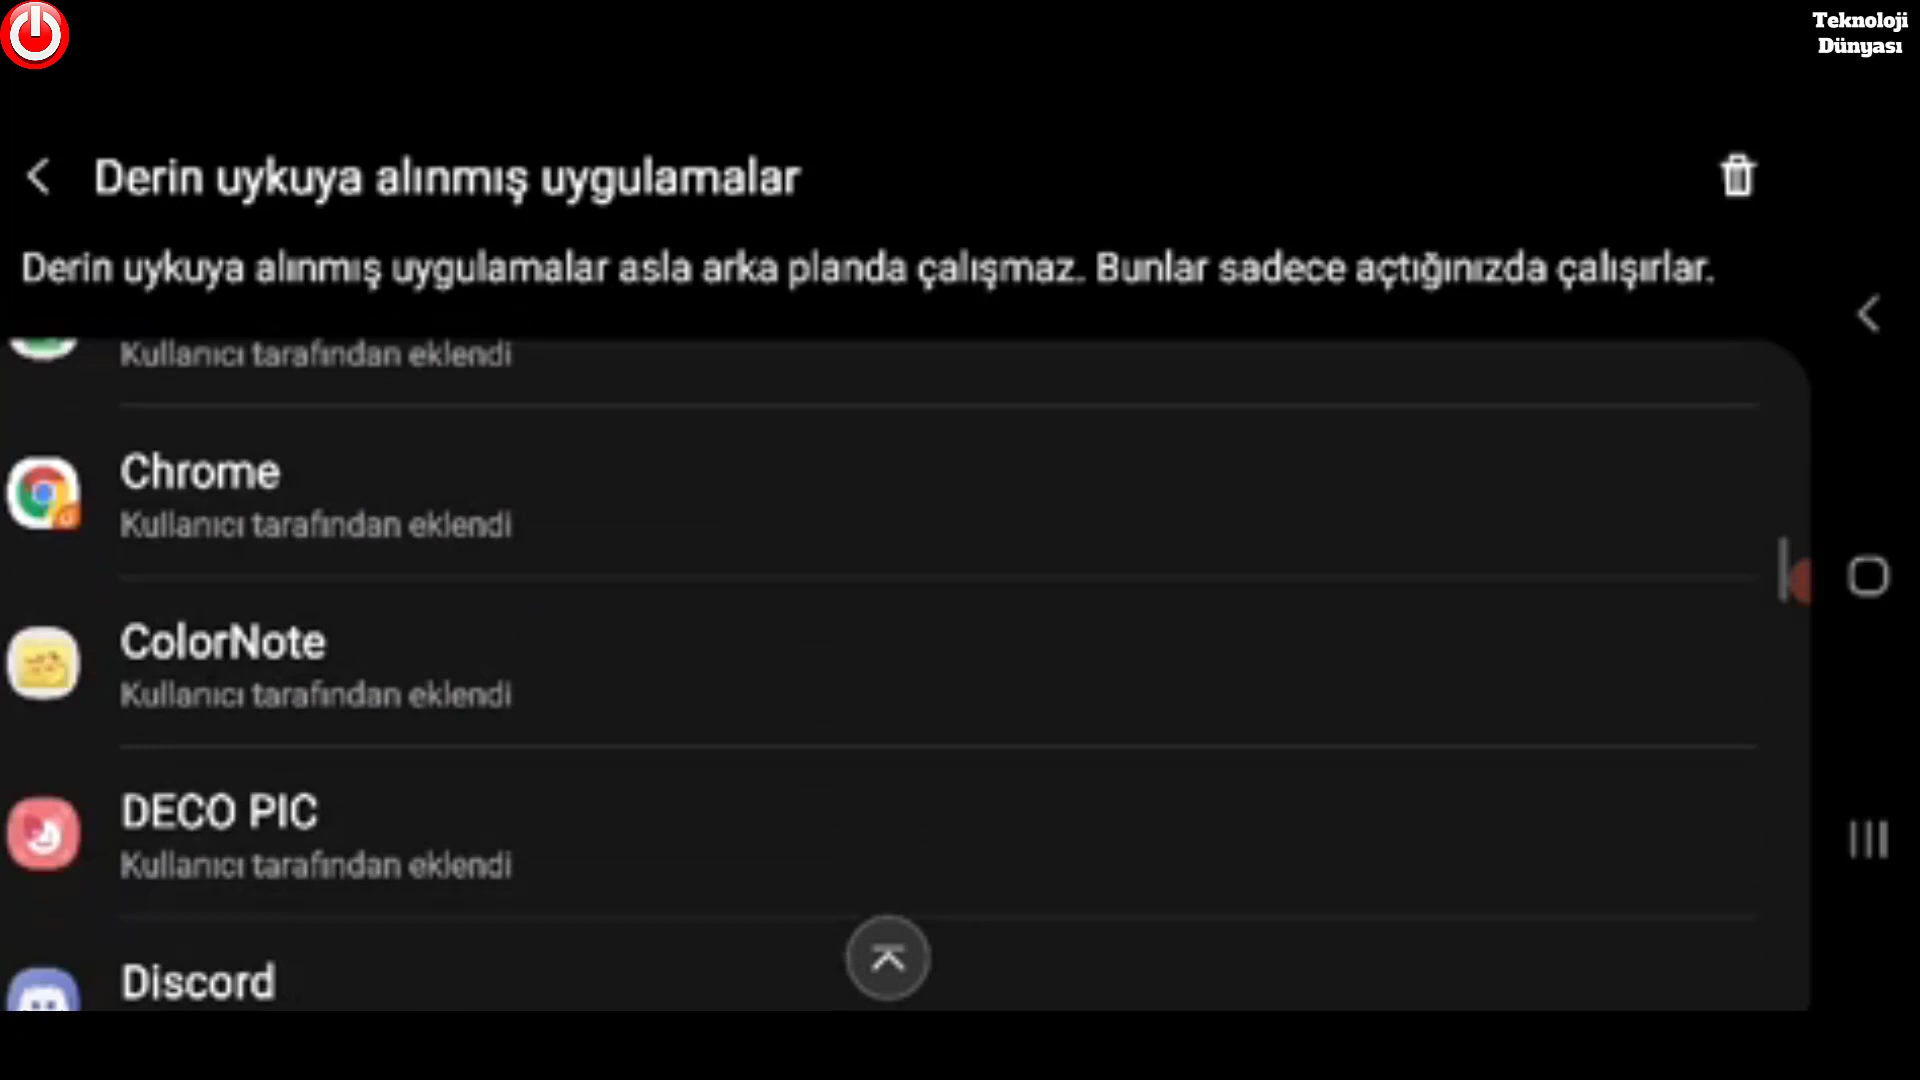 Teknoloji
Dünyası
Derin uykuya alınmış uygulamalar
Derin uykuya alınmış uygulamalar asla arka planda çalışmaz. Bunlar sadece açtığınızda çalışırlar.
Kullanıcı tarafından eklendi
Chrome
Kullanıcı tarafından eklendi
ColorNote
Kullanıcı tarafından eklendi
DECO PIC
Kullanıcı tarafından eklendi
Discord